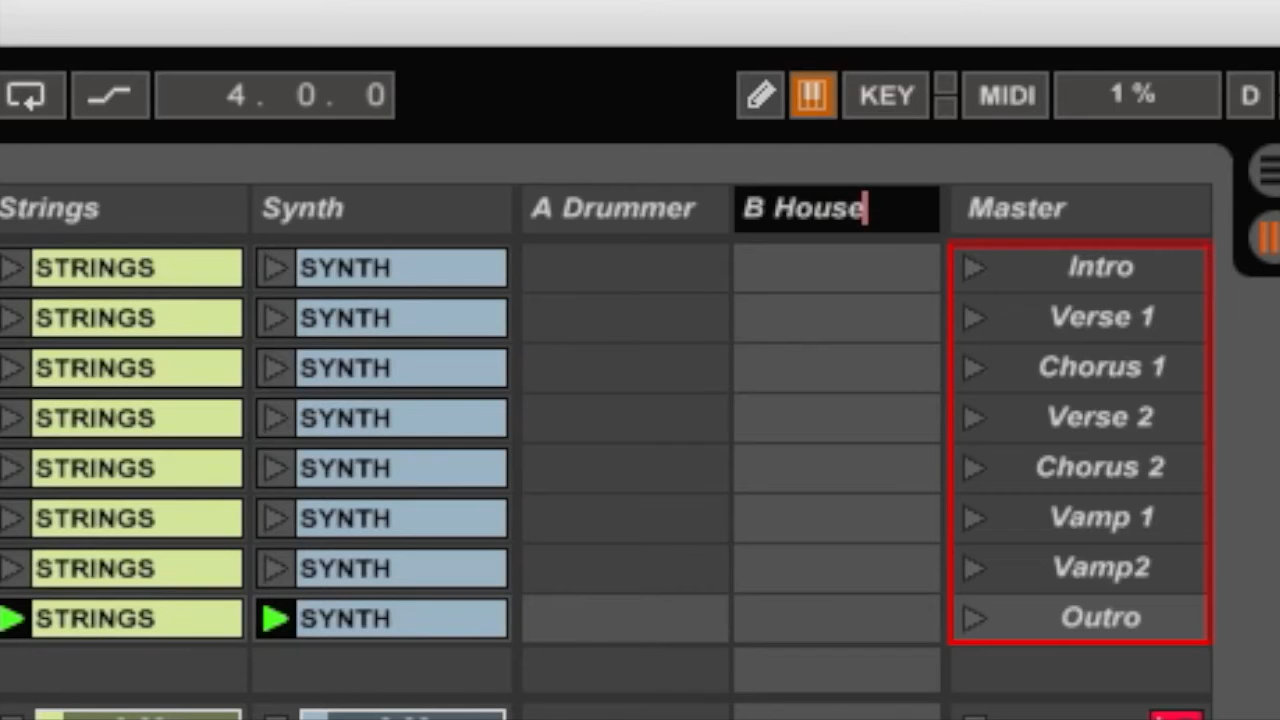 4. 0. 0 KEY MIDI 1 % D
Strings Synth A Drummer B House Master
STRINGS SYNTH Intro
STRINGS SYNTH Verse 1
STRINGS SYNTH Chorus 1
STRINGS SYNTH Verse 2
STRINGS SYNTH Chorus 2
STRINGS SYNTH Vamp 1
STRINGS SYNTH Vamp2
STRINGS SYNTH Outro